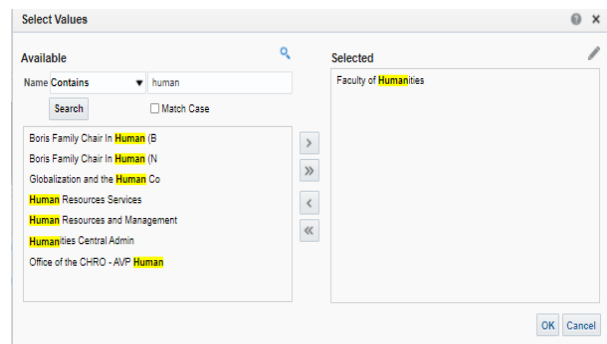 Select Values
Available
Name Contains human
Search Match Case
Boris Family Chair In Human (B
Boris Family Chair In Human (N
Globalization and the Human Co
Human Resources Services
Human Resources and Management
Humanities Central Admin
Office of the CHRO - AVP Human
Selected
Faculty of Humanities
OK Cancel